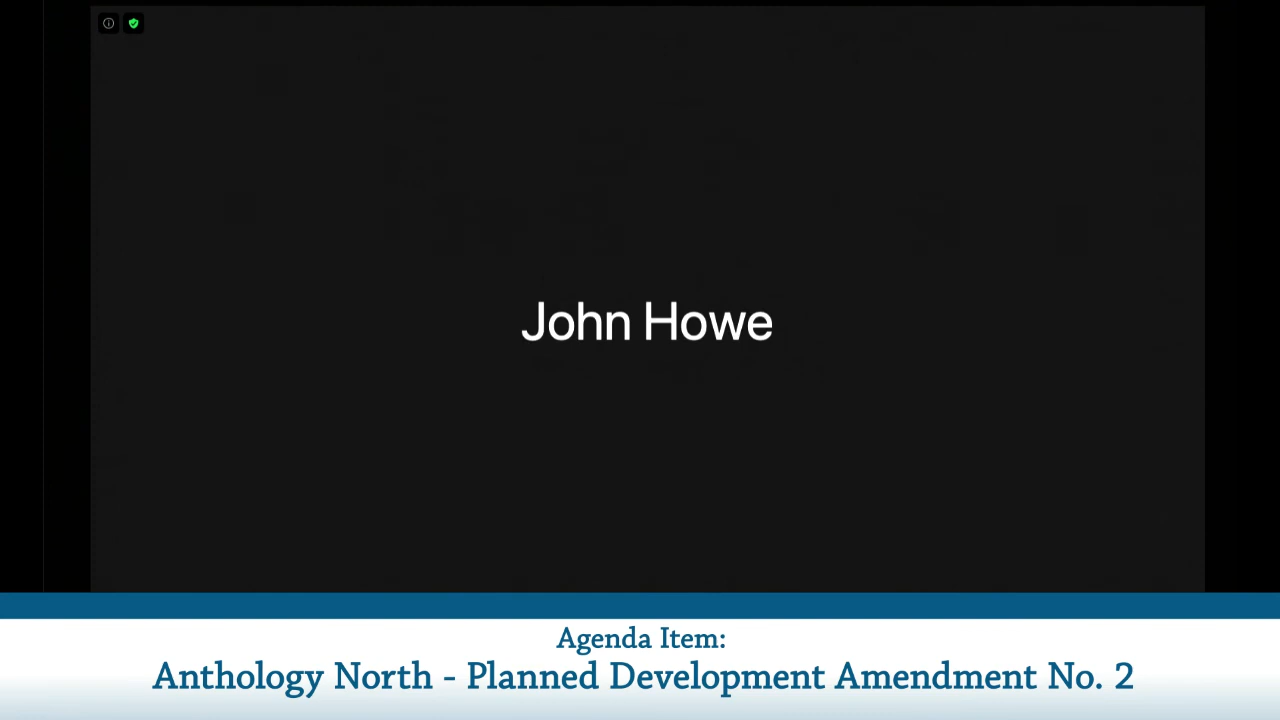 John Howe
Agenda Item:
Anthology North - Planned Development Amendment No. 2